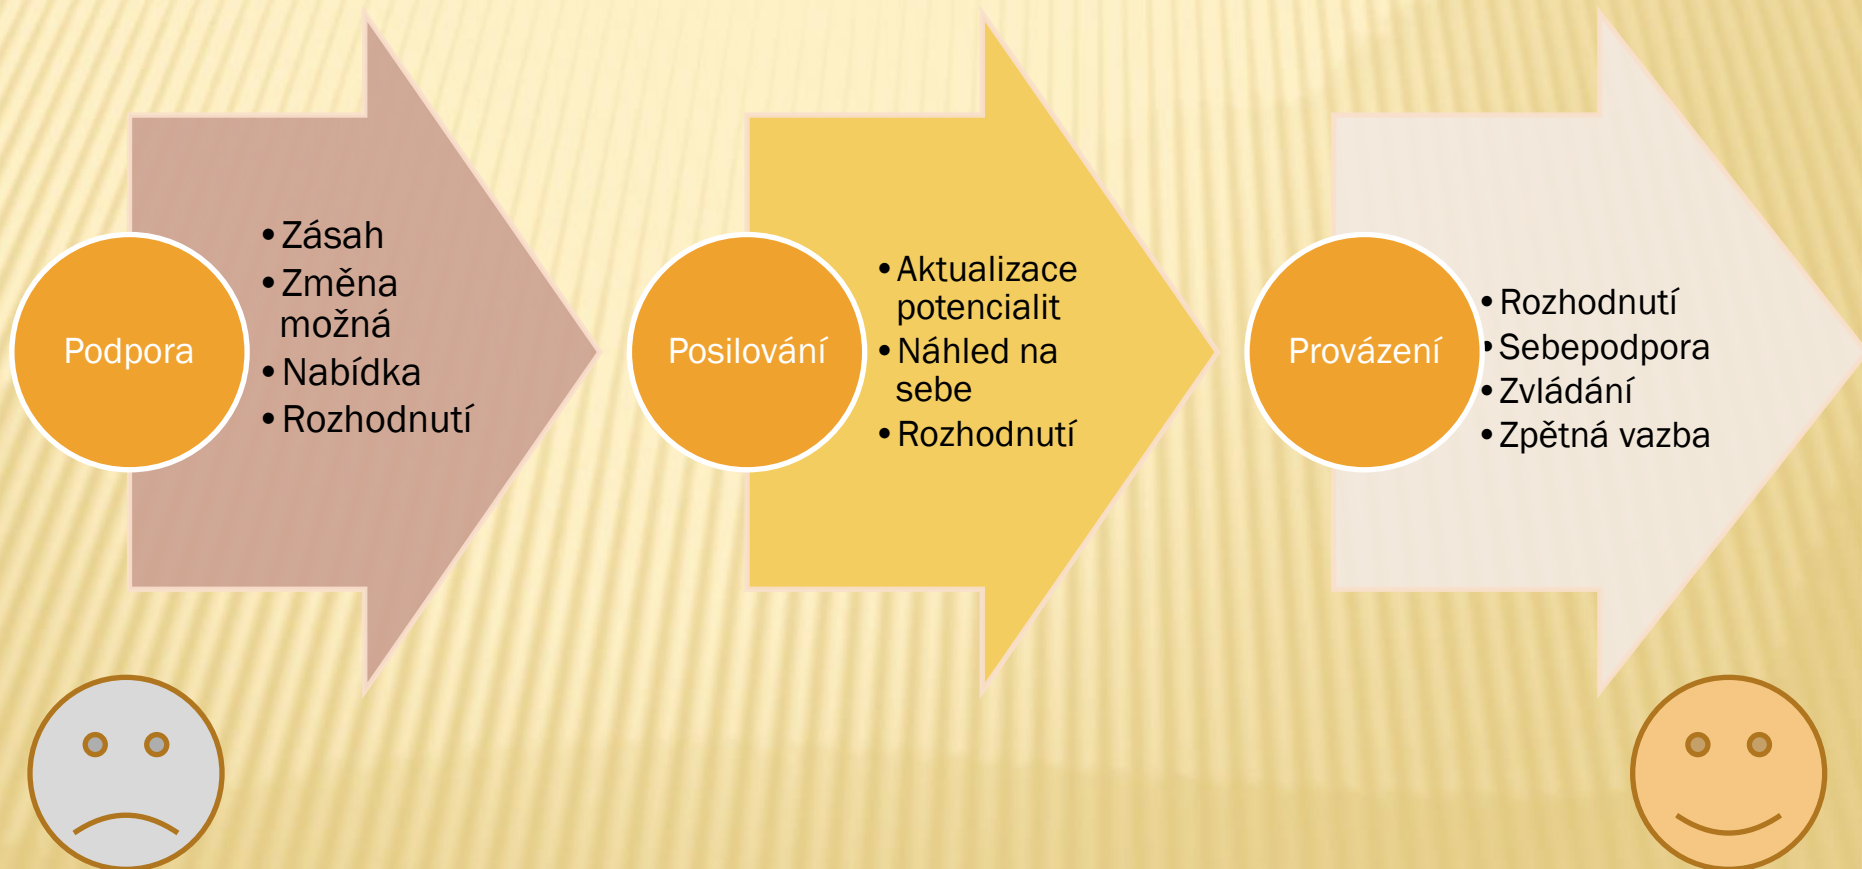 Podpora
•Zásah
•Změna
možná
•Nabídka
•Rozhodnutí
Posilování
•Aktualizace
potencialit
•Náhled na
sebe
•Rozhodnutí
Provázení
•Rozhodnutí
•Sebepodpora
•Zvládání
•Zpětná vazba